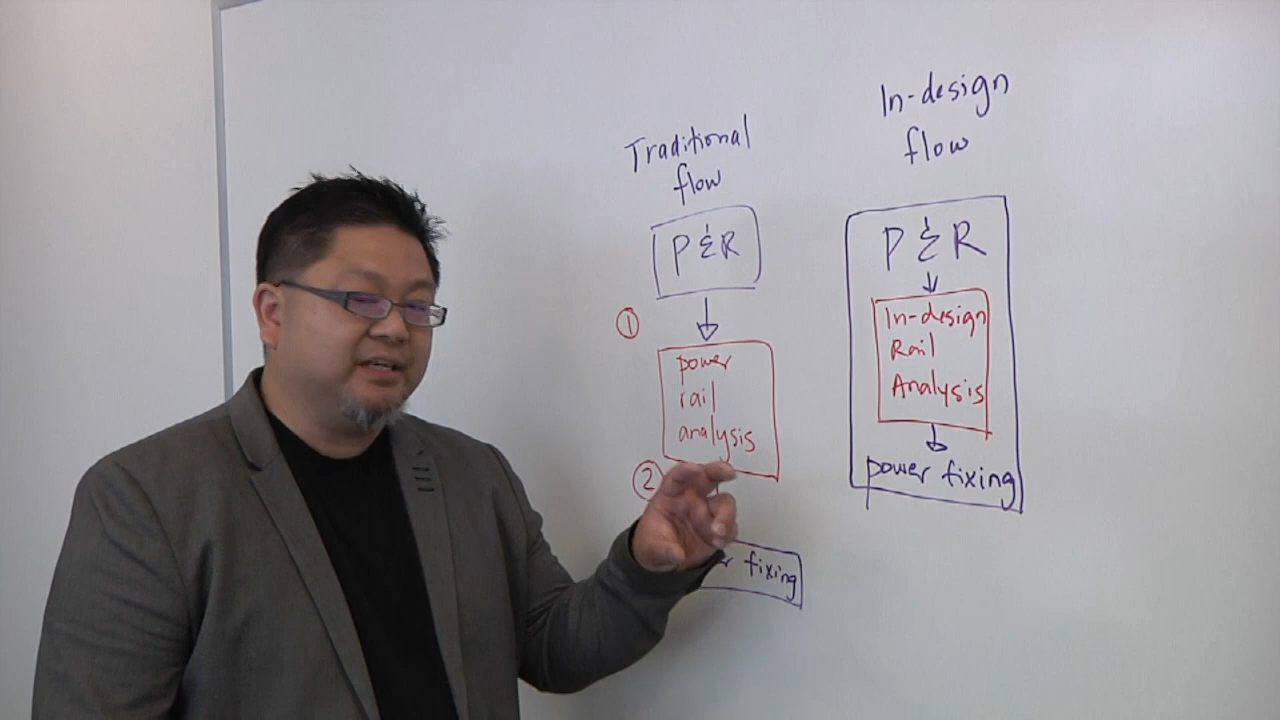 Traditional
flow
P & R
①
power
rail
analysis
②
fixing
In-design
flow
P & R
In-design
Rail
Analysis
power fixing